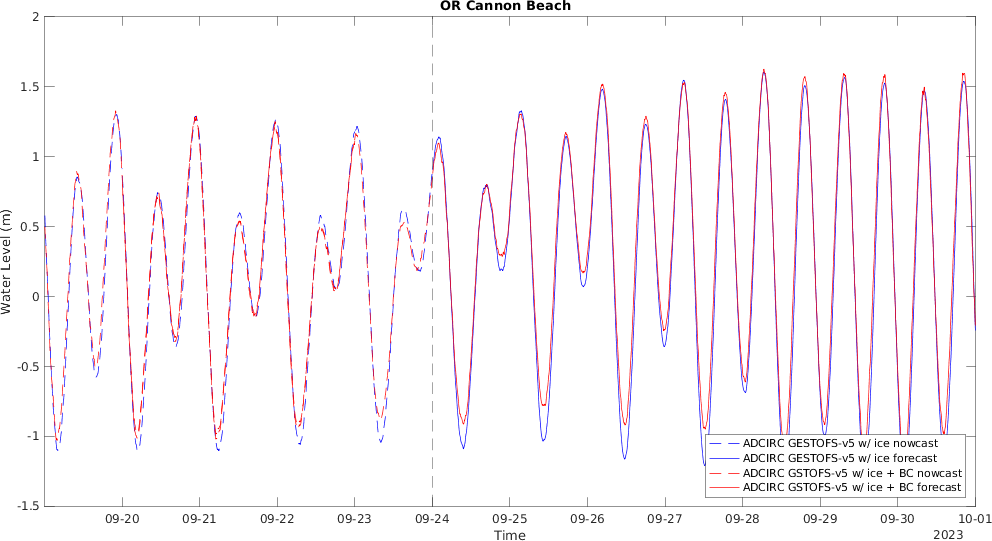 OR Cannon Beach
2
1.5
1
0.5
0
-0.5
-1
-1.5
Water Level (m)
ADCIRC GESTOFS-v5 w/ ice nowcast
ADCIRC GESTOFS-v5 w/ ice forecast
ADCIRC GSTOFS-v5 w/ ice + BC nowcast
ADCIRC GSTOFS-v5 w/ ice + BC forecast
09-20 09-21 09-22 09-23 09-24 09-25 09-26 09-27 09-28 09-29 09-30 10-01
Time
2023